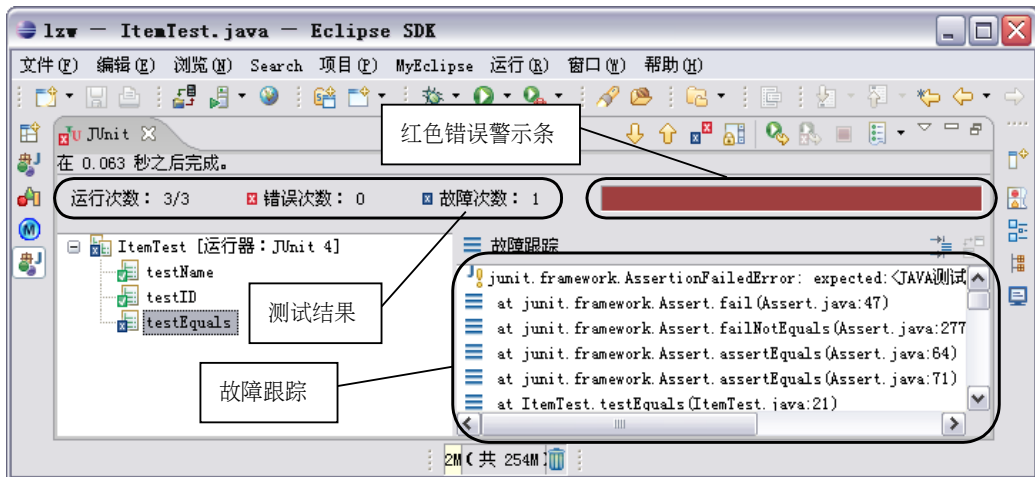 lzw － ItemTest.java － Eclipse SDK
文件(F) 编辑(E) 浏览(N) Search 项目(P) MyEclipse 运行(R) 窗口(W) 帮助(H)
JUnit
红色错误警示条
在 0.063 秒之后完成。
运行次数： 3/3 错误次数： 0 故障次数： 1
ItemTest [运行器：JUnit 4]
testName
testID
testEquals
测试结果
故障跟踪
故障跟踪
junit.framework.AssertionFailedError: expected:<JAVA测试
at junit.framework.Assert.fail(Assert.java:47)
at junit.framework.Assert.failNotEquals(Assert.java:277
at junit.framework.Assert.assertEquals(Assert.java:64)
at junit.framework.Assert.assertEquals(Assert.java:71)
at ItemTest.testEquals(ItemTest.java:21)
2M(共 254M)